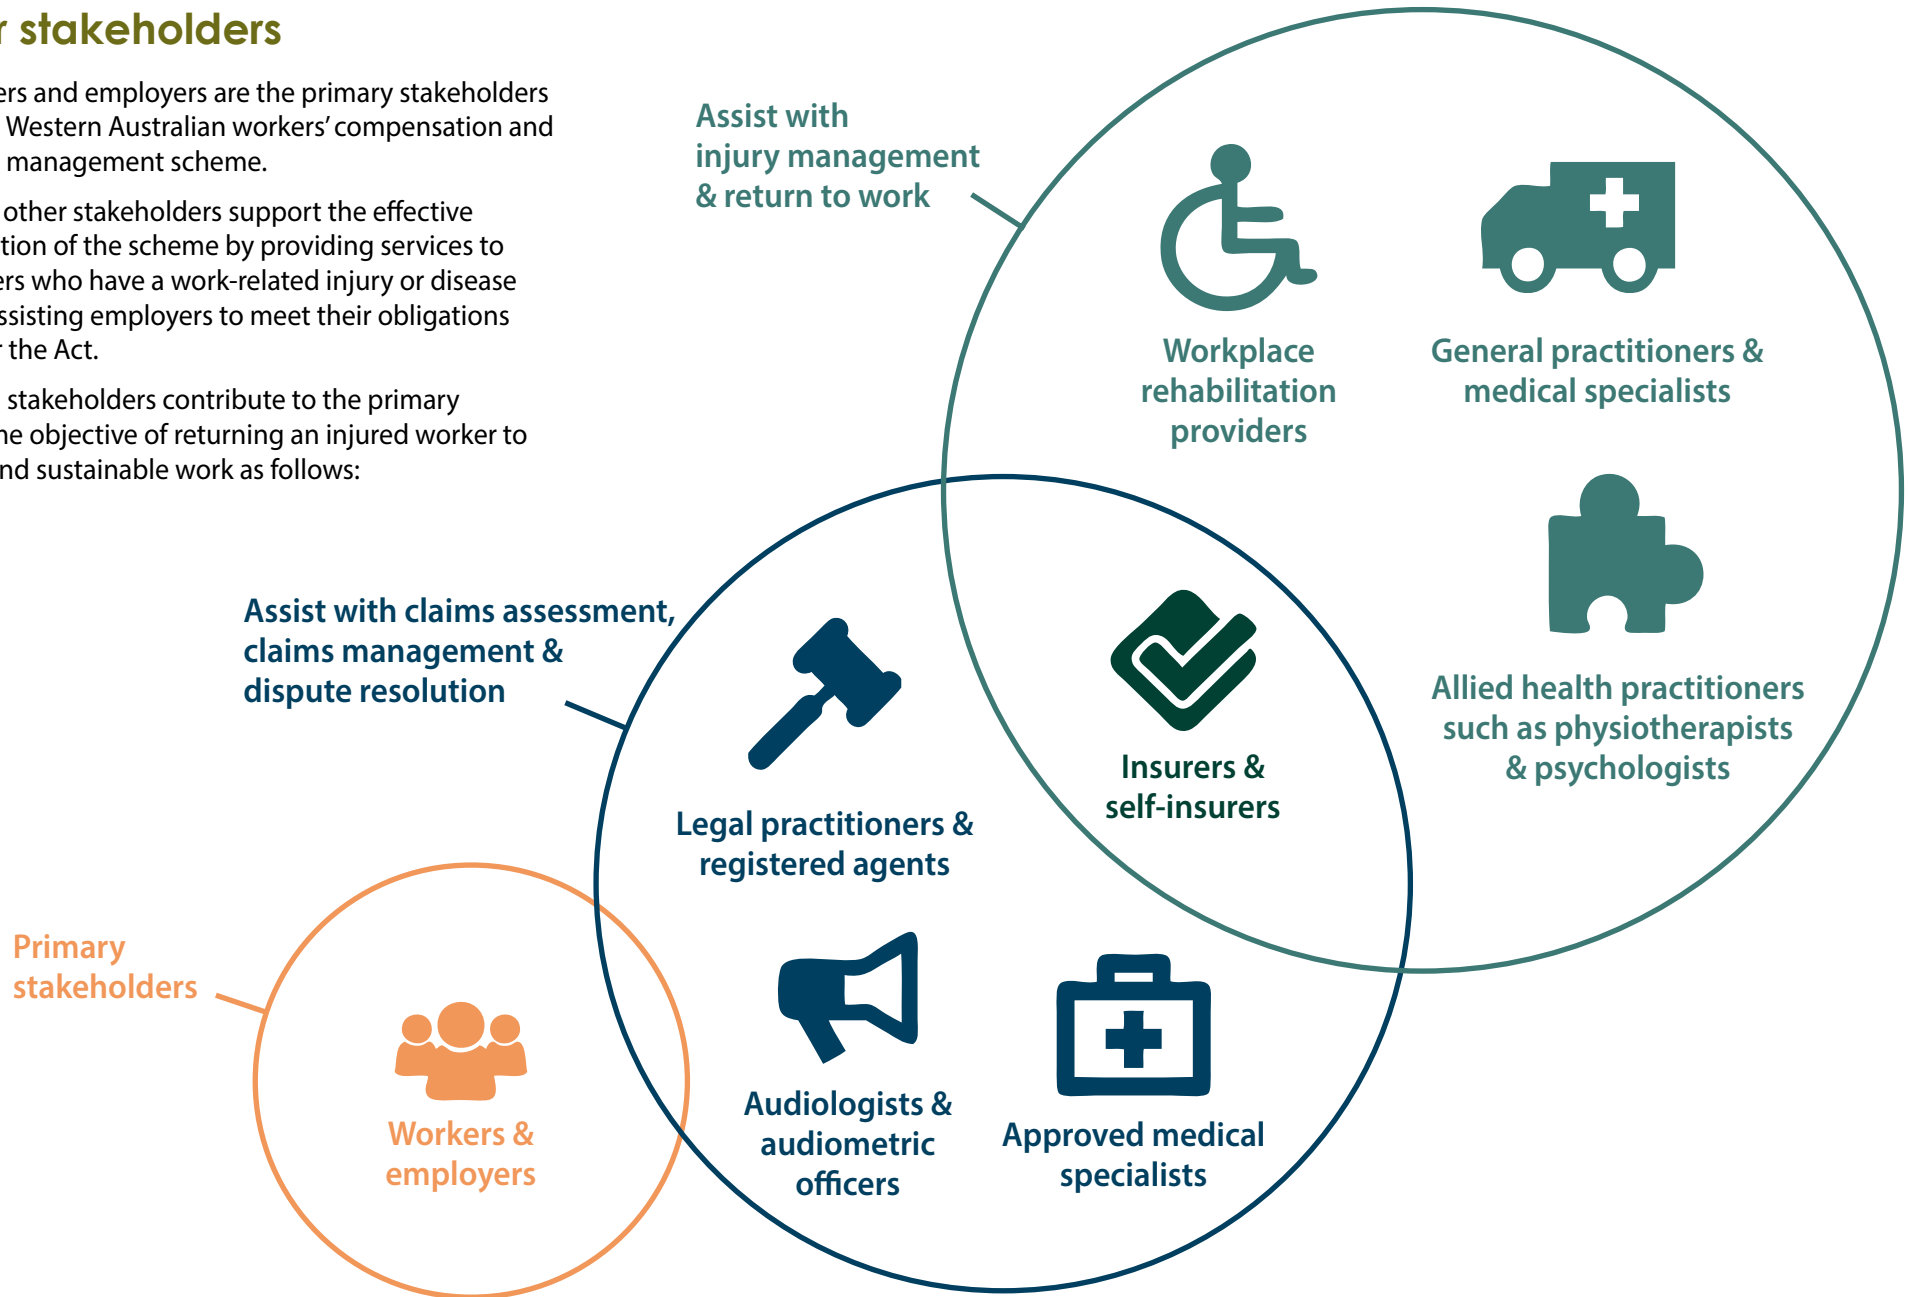 r stakeholders
ers and employers are the primary stakeholders
Western Australian workers’ compensation and
management scheme.
other stakeholders support the effective
tion of the scheme by providing services to
ers who have a work-related injury or disease
ssisting employers to meet their obligations
r the Act.
stakeholders contribute to the primary
ne objective of returning an injured worker to
nd sustainable work as follows:
Assist with
injury management
& return to work
Workplace
rehabilitation
providers
General practitioners &
medical specialists
Allied health practitioners
such as physiotherapists
& psychologists
Assist with claims assessment,
claims management &
dispute resolution
Insurers &
self-insurers
Legal practitioners &
registered agents
Audiologists &
audiometric
officers
Approved medical
specialists
Primary
stakeholders
Workers &
employers